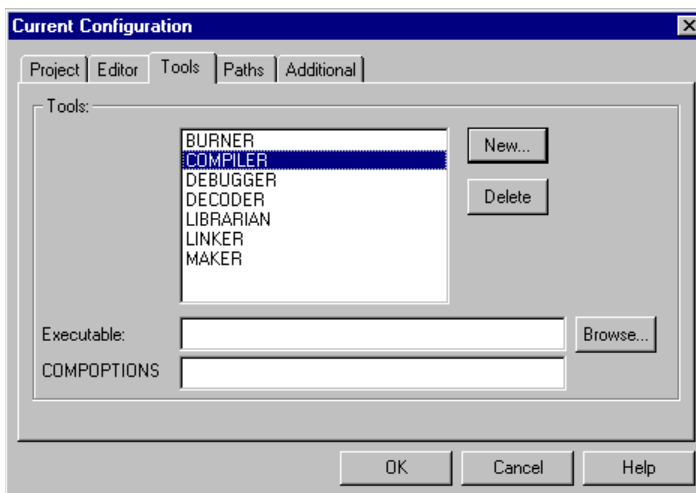 Current Configuration
Project Editor Tools Paths Additional
Tools:
BURNER
COMPILER
DEBUGGER
DECODER
LIBRARIAN
LINKER
MAKER
New...
Delete
Executable:
Browse...
COMPOPTIONS
OK Cancel Help